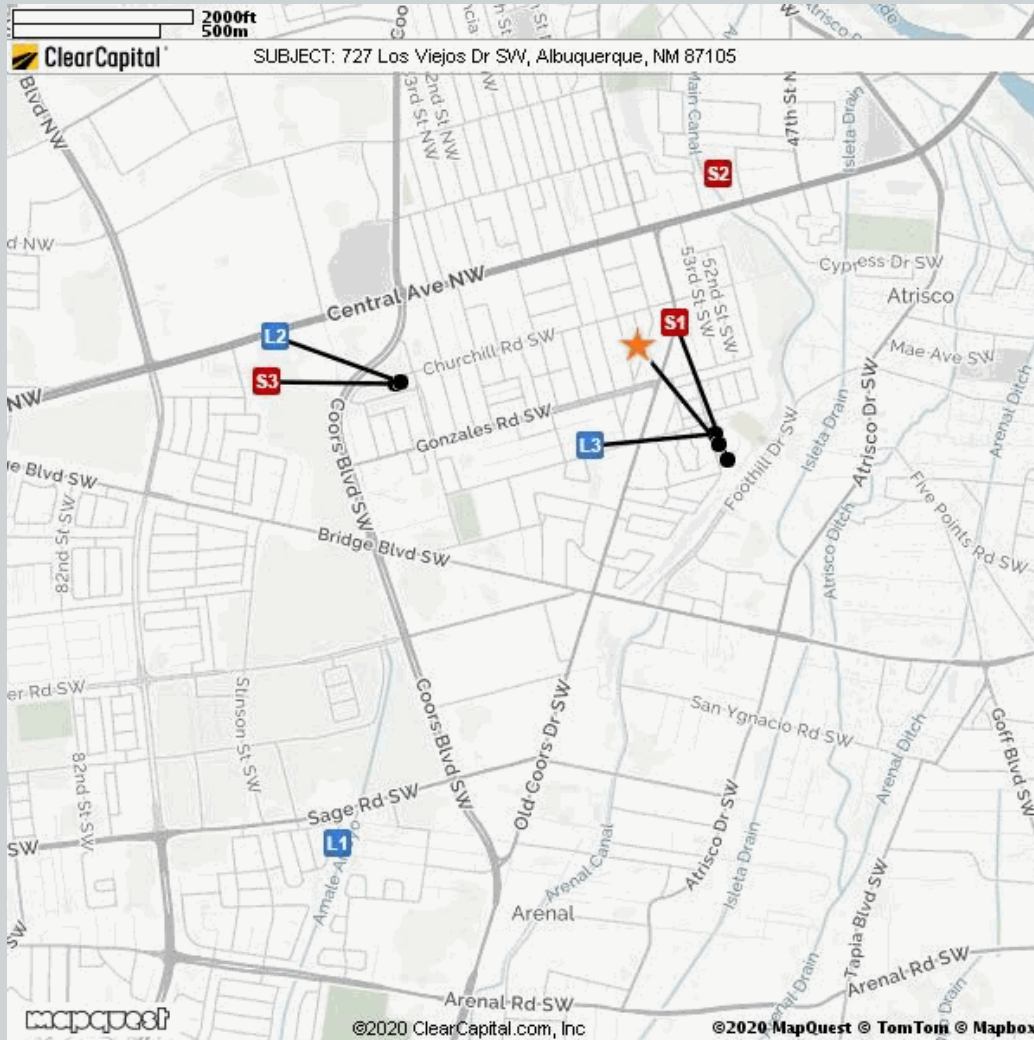 2000ft
500m
ClearCapital
SUBJECT: 727 Los Viejos Dr SW, Albuquerque, NM 87105
Blvd NW
Main Canal
47th St N
Isleta Drain
S2
d NW
Central Ave NW
53rd St SW
52nd St SW
Cypress Dr SW
Atrisco
L2
S1
Churchill Rd SW
Mae Ave SW
S3
NW
Coors Blvd SW
Gonzales Rd SW
L3
Foothill Dr SW
Isleta Drain
Atrisco Dr SW
Arenal Ditch
Blvd SW
82nd St SW
Bridge Blvd SW
Atrisco Ditch
Five Points Rd SW
er Rd SW
Stinson St SW
Coors Blvd SW
San Ygnacio Rd SW
82nd St SW
Old Coors Dr SW
Arenal Ditch
Goff Blvd SW
Sage Rd SW
SW
L1
Arenal Canal
Atrisco Dr SW
Isleta Drain
Arenal
Tapia Blvd SW
SW
Arenal Rd SW
Arenal Rd SW
mapquest
©2020 ClearCapital.com, Inc
©2020 MapQuest © TomTom © Mapbox